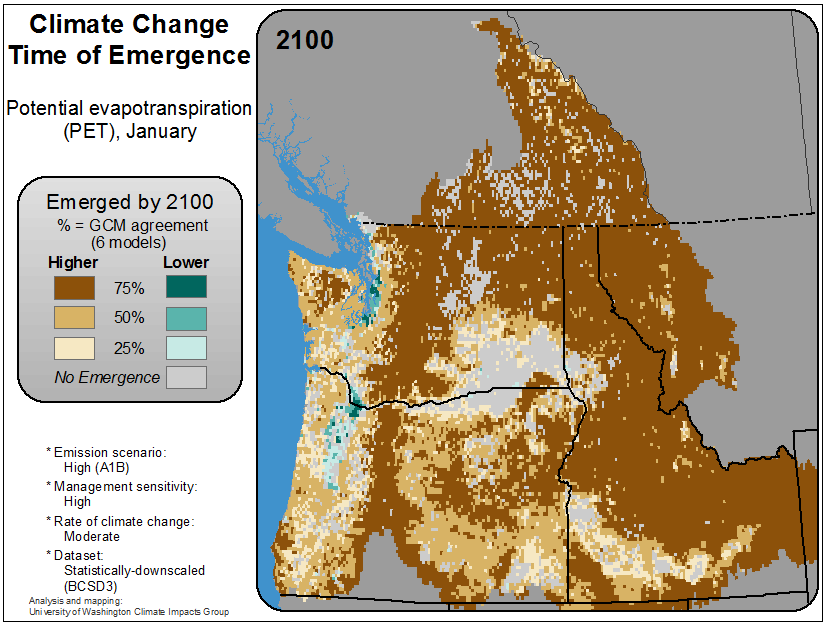 Climate Change
Time of Emergence
Potential evapotranspiration
(PET), January
Emerged by 2100
% = GCM agreement
(6 models)
Higher Lower
75%
50%
25%
No Emergence
* Emission scenario:
High (A1B)
* Management sensitivity:
High
* Rate of climate change:
Moderate
* Dataset:
Statistically-downscaled
(BCSD3)
Analysis and mapping:
University of Washington Climate Impacts Group
2100